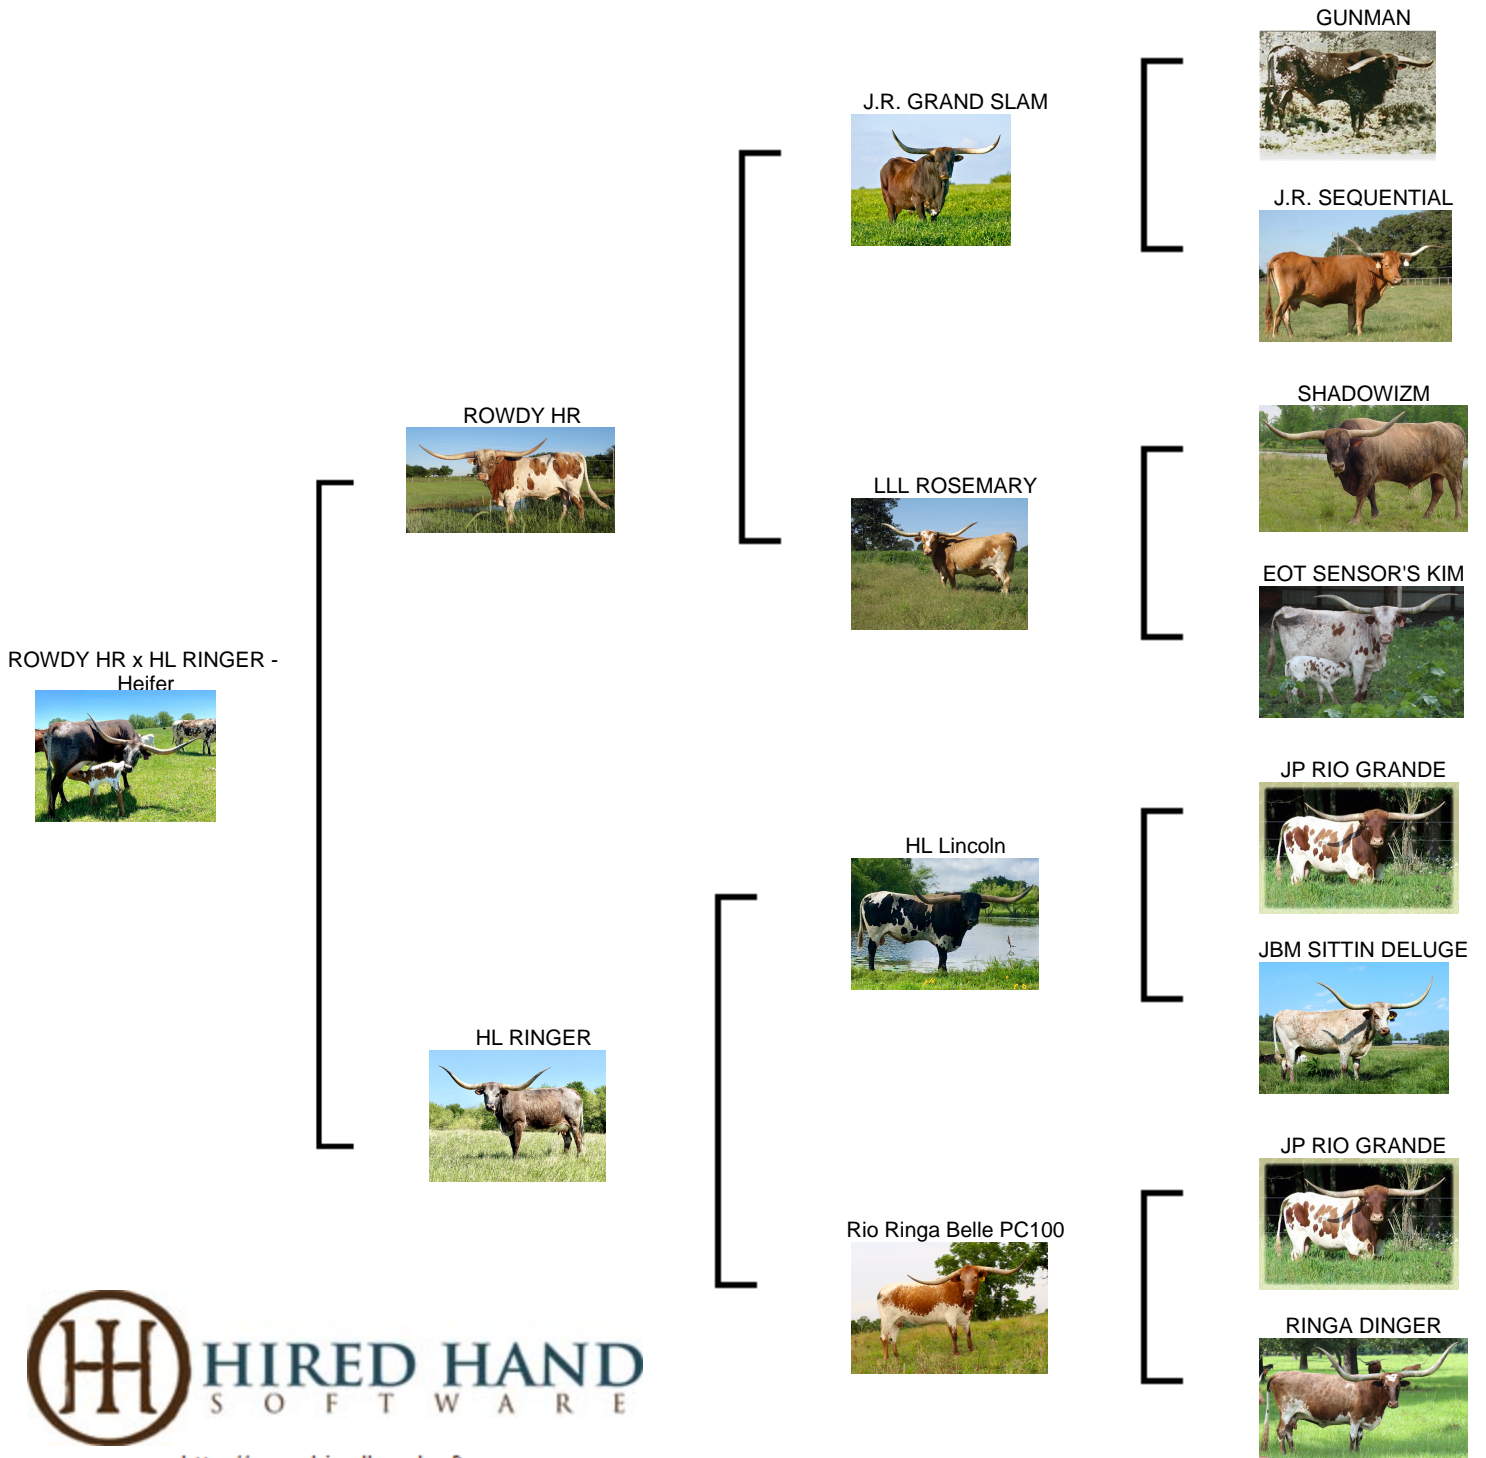 GUNMAN
J.R. GRAND SLAM
J.R. SEQUENTIAL
SHADOWIZM
ROWDY HR
LLL ROSEMARY
EOT SENSOR'S KIM
ROWDY HR x HL RINGER -
Heifer
JP RIO GRANDE
HL Lincoln
JBM SITTIN DELUGE
HL RINGER
JP RIO GRANDE
Rio Ringa Belle PC100
RINGA DINGER
HIRED HAND
SOFTWARE